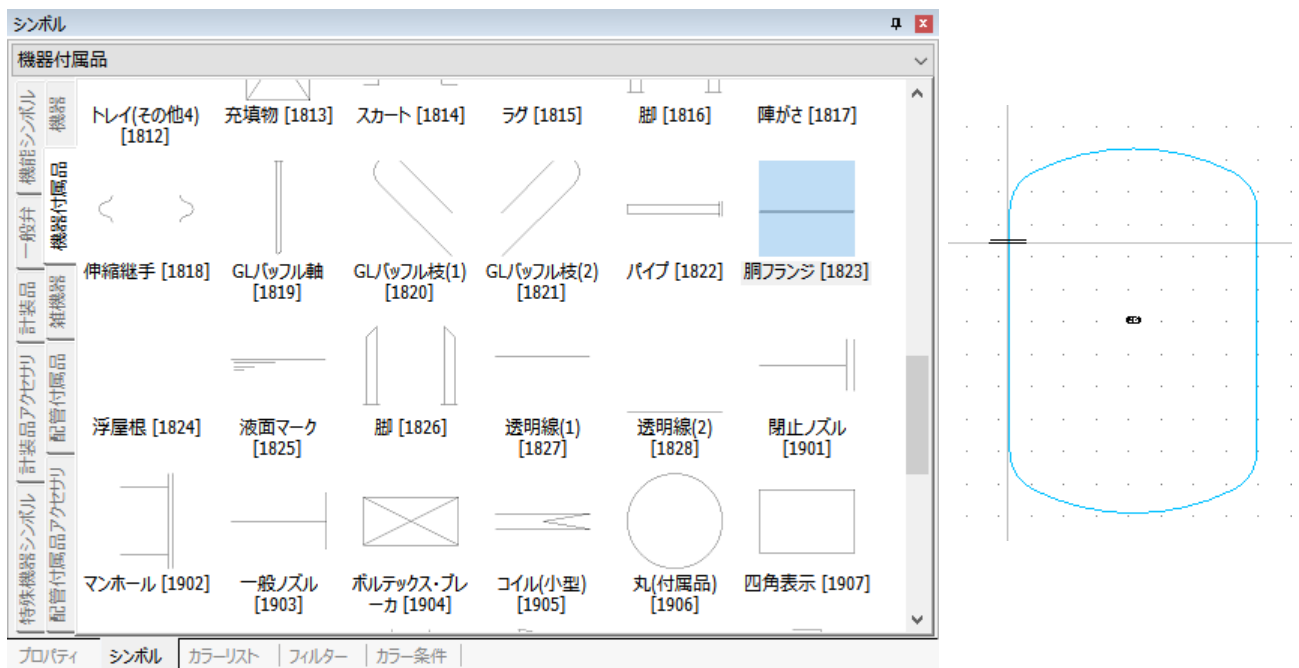 シンボル
機器付属品
機能シンボル
一般弁
計装品
計装品アクセサリ
特殊機器シンボル
機器
機器付属品
雑機器
配管付属品
配管付属品アクセサリ
トレイ(その他4)
[1812]
充填物 [1813]
スカート [1814]
ラグ [1815]
脚 [1816]
陣がさ [1817]
伸縮継手 [1818]
GLバッフル軸
[1819]
GLバッフル枝(1)
[1820]
GLバッフル枝(2)
[1821]
パイプ [1822]
胴フランジ [1823]
浮屋根 [1824]
液面マーク
[1825]
脚 [1826]
透明線(1)
[1827]
透明線(2)
[1828]
閉止ノズル
[1901]
マンホール [1902]
一般ノズル
[1903]
ボルテックス・ブレ
ーカ [1904]
コイル(小型)
[1905]
丸(付属品)
[1906]
四角表示 [1907]
プロパティ
シンボル
カラーリスト
フィルター
カラー条件